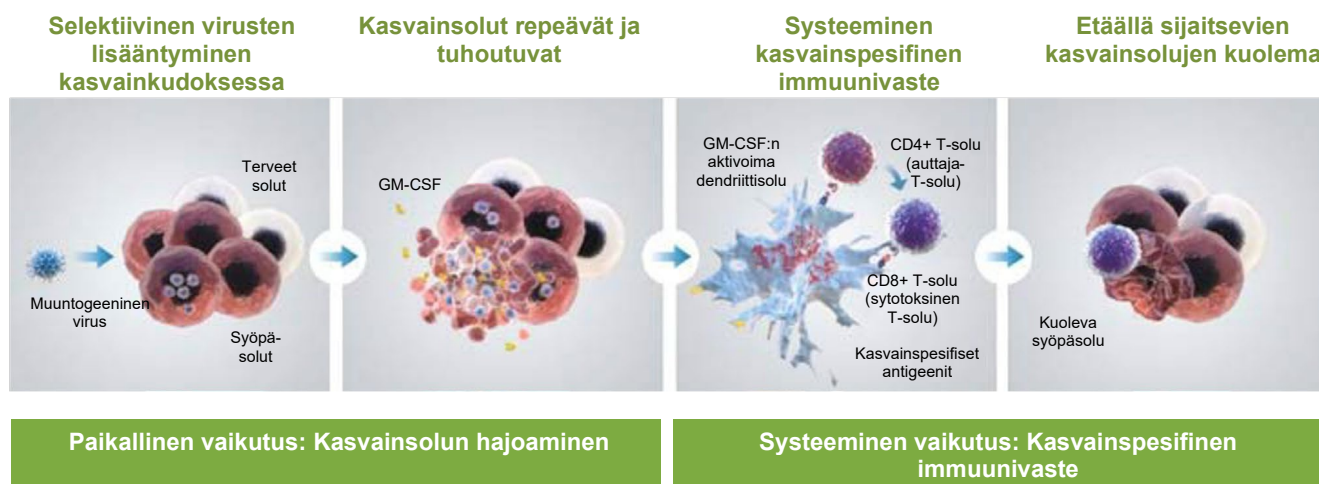 Selektiivinen virusten
lisääntyminen
kasvainkudoksessa
Kasvainsolut repeävät ja
tuhoutuvat
Systeeminen
kasvainspesifinen
immuunivaste
Etäällä sijaitsevien
kasvainsolujen kuolema
Terveet
solut
Muuntogeeninen
virus
Syöpä-
solut
GM-CSF
GM-CSF:n
aktivoima
dendriittisolu
CD4+ T-solu
(auttaja-
T-solu)
CD8+ T-solu
(sytotoksinen
T-solu)
Kasvainspesifiset
antigeenit
Kuoleva
syöpäsolu
Paikallinen vaikutus: Kasvainsolun hajoaminen
Systeeminen vaikutus: Kasvainspesifinen
immuunivaste